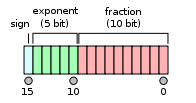 exponent fraction
sign (5 bit) (10 bit)
15 10 0